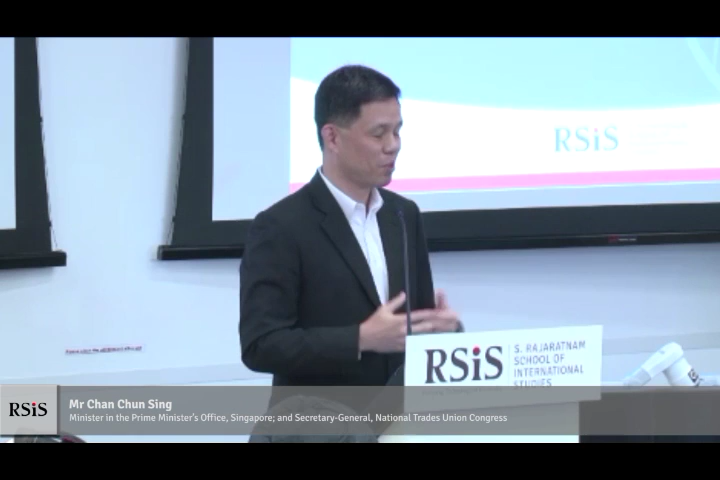 RSiS
RSiS
S. RAJARATNAM
SCHOOL OF
INTERNATIONAL
STUDIES
RSiS
Mr Chan Chun Sing
Minister in the Prime Minister's Office, Singapore; and Secretary-General, National Trades Union Congress